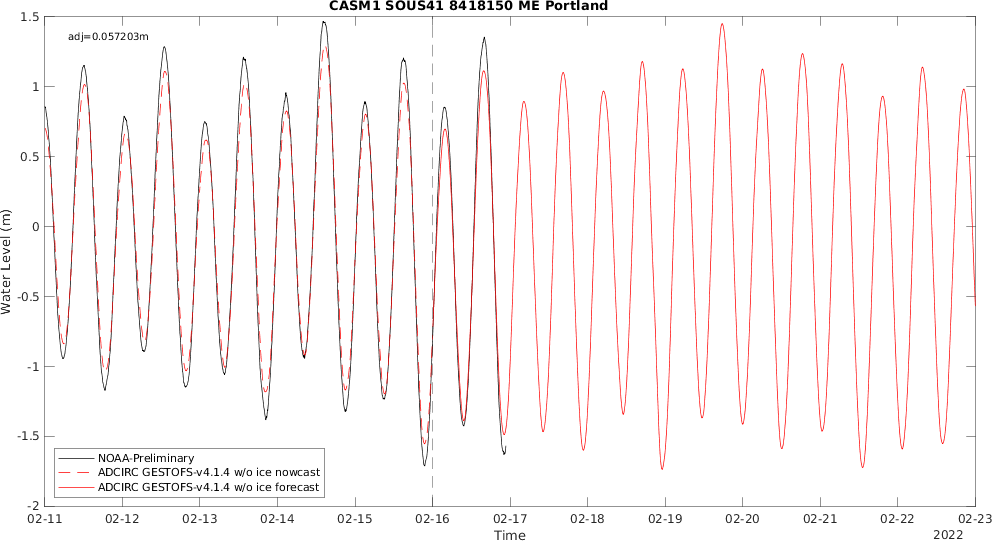 CASM1 SOUS41 8418150 ME Portland
adj=0.057203m
1.5
1
0.5
0
-0.5
-1
-1.5
-2
Water Level (m)
NOAA-Preliminary
ADCIRC GESTOFS-v4.1.4 w/o ice nowcast
ADCIRC GESTOFS-v4.1.4 w/o ice forecast
02-11 02-12 02-13 02-14 02-15 02-16 02-17 02-18 02-19 02-20 02-21 02-22 02-23
Time
2022